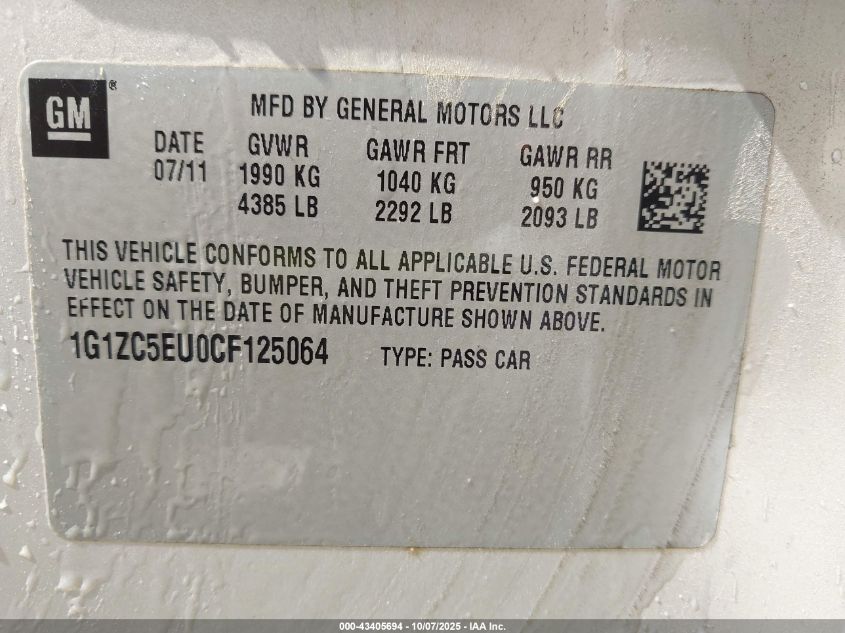 GM®
MFD BY GENERAL MOTORS LLC
DATE GVWR GAWR FRT GAWR RR
07/11 1990 KG 1040 KG 950 KG
4385 LB 2292 LB 2093 LB
THIS VEHICLE CONFORMS TO ALL APPLICABLE U.S. FEDERAL MOTOR
VEHICLE SAFETY, BUMPER, AND THEFT PREVENTION STANDARDS IN
EFFECT ON THE DATE OF MANUFACTURE SHOWN ABOVE.
1G1ZC5EU0CF125064 TYPE: PASS CAR
000-43405694 - 10/07/2025 - IAA Inc.